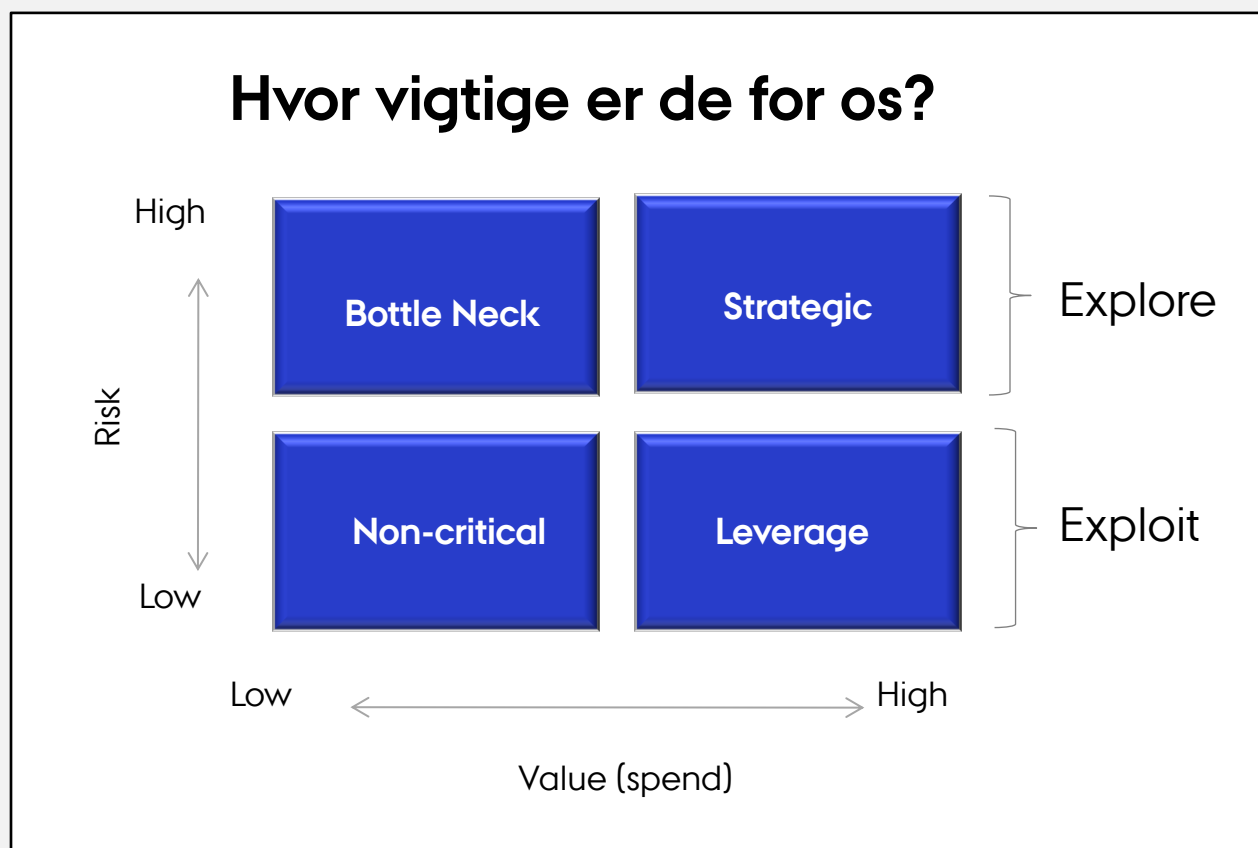 Hvor vigtige er de for os?
High
Bottle Neck
Strategic
Explore
Risk
Non-critical
Leverage
Exploit
Low
Low
High
Value (spend)